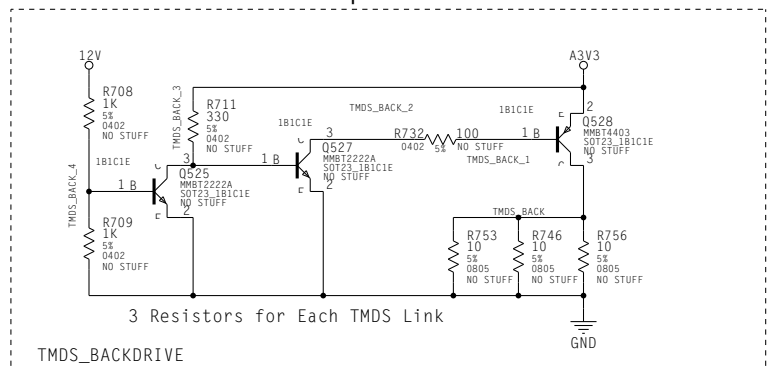 12V
A3V3
R708
1K
5%
0402
NO STUFF
TMDS_BACK_3
R711
330
5%
0402
NO STUFF
TMDS_BACK_2
1B1C1E
3
R732
100
0402
5%
NO STUFF
TMDS_BACK_1
1B1C1E
1 B
E
2
Q528
MMBT4403
SOT23_1B1C1E
NO STUFF
3
C
TMDS_BACK_4
1B1C1E
1 B
C
3
Q525
MMBT2222A
SOT23_1B1C1E
NO STUFF
E
2
1 B
C
Q527
MMBT2222A
SOT23_1B1C1E
NO STUFF
E
2
R709
1K
5%
0402
NO STUFF
TMDS_BACK
R753
10
5%
0805
NO STUFF
R746
10
5%
0805
NO STUFF
R756
10
5%
0805
NO STUFF
3 Resistors for Each TMDS Link
GND
TMDS_BACKDRIVE